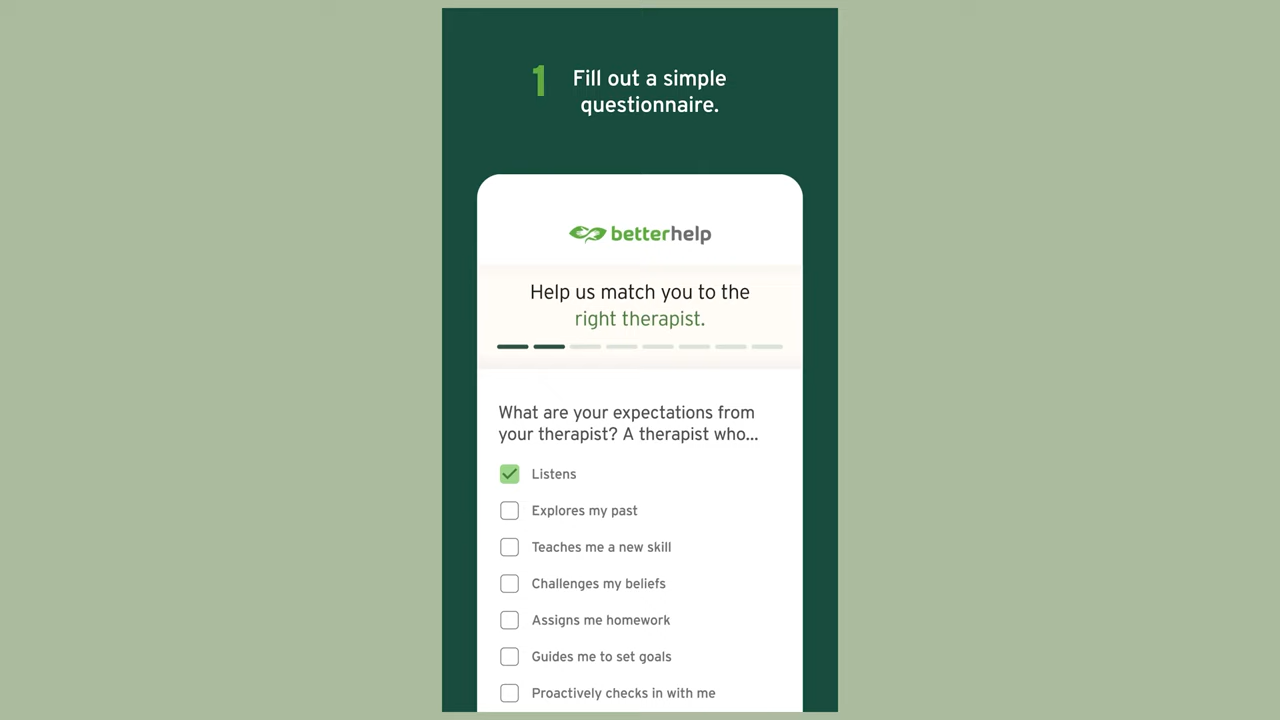 1 Fill out a simple
questionnaire.
betterhelp
Help us match you to the
right therapist.
What are your expectations from
your therapist? A therapist who...
Listens
Explores my past
Teaches me a new skill
Challenges my beliefs
Assigns me homework
Guides me to set goals
Proactively checks in with me